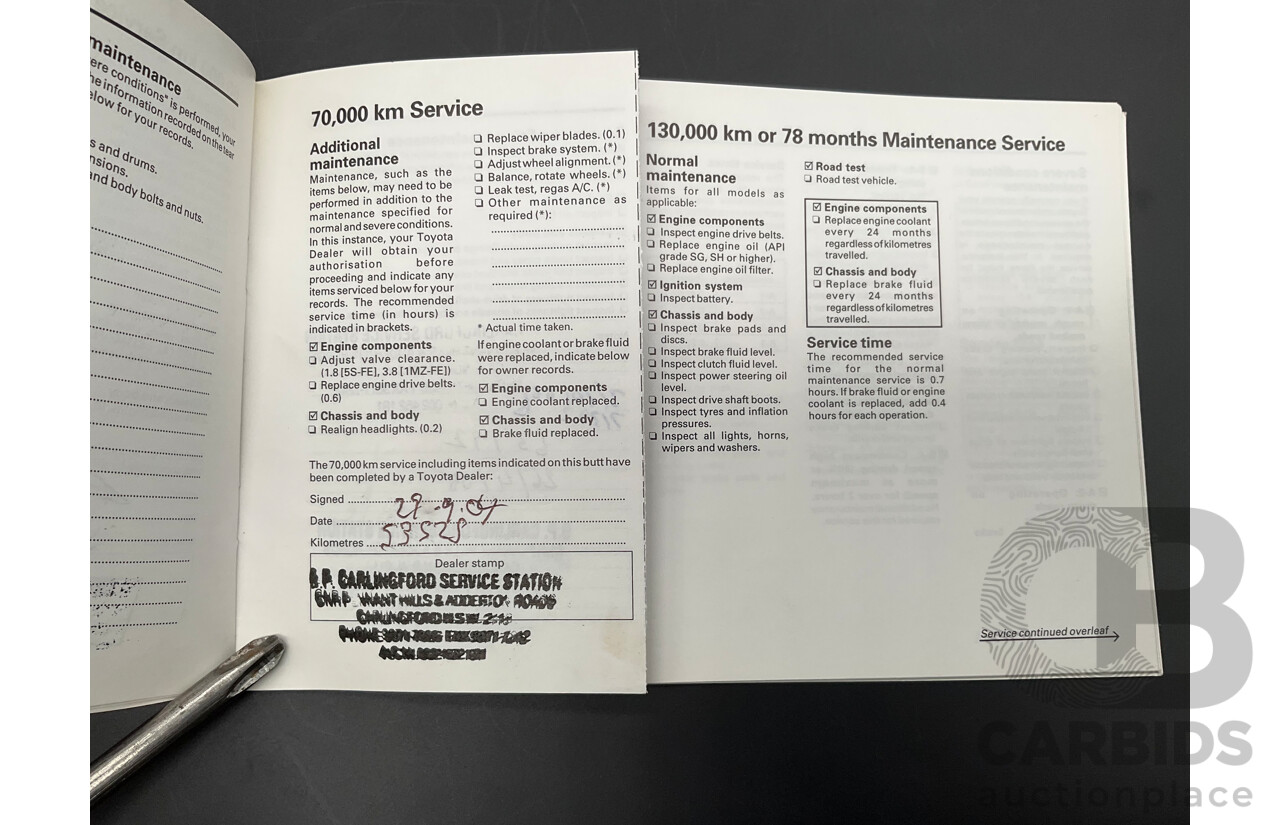 maintenance
ere conditions* is performed, your
he information recorded on the tear
elow for your records.
s and drums.
nsions.
and body bolts and nuts.
70,000 km Service
Additional
maintenance
Maintenance, such as the
items below, may need to be
performed in addition to the
maintenance specified for
normal and severe conditions.
In this instance, your Toyota
Dealer will obtain your
authorisation before
proceeding and indicate any
items serviced below for your
records. The recommended
service time (in hours) is
indicated in brackets.
☑ Engine components
❏ Adjust valve clearance.
(1.8 [5S-FE], 3.8 [1MZ-FE])
❏ Replace engine drive belts.
(0.6)
☑ Chassis and body
❏ Realign headlights. (0.2)
❏ Replace wiper blades. (0.1)
❏ Inspect brake system. (*)
❏ Adjust wheel alignment. (*)
❏ Balance, rotate wheels. (*)
❏ Leak test, regas A/C. (*)
❏ Other maintenance as
required (*):
* Actual time taken.
If engine coolant or brake fluid
were replaced, indicate below
for owner records.
☑ Engine components
❏ Engine coolant replaced.
☑ Chassis and body
❏ Brake fluid replaced.
The 70,000 km service including items indicated on this butt have
been completed by a Toyota Dealer:
Signed
Date 27.9.04
Kilometres 53525
Dealer stamp
B.P. CARLINGFORD SERVICE STATION
130,000 km or 78 months Maintenance Service
Normal
maintenance
Items for all models as
applicable:
☑ Engine components
❏ Inspect engine drive belts.
❏ Replace engine oil (API
grade SG, SH or higher).
❏ Replace engine oil filter.
☑ Ignition system
❏ Inspect battery.
☑ Chassis and body
❏ Inspect brake pads and
discs.
❏ Inspect brake fluid level.
❏ Inspect clutch fluid level.
❏ Inspect power steering oil
level.
❏ Inspect drive shaft boots.
❏ Inspect tyres and inflation
pressures.
❏ Inspect all lights, horns,
wipers and washers.
☑ Road test
❏ Road test vehicle.
☑ Engine components
❏ Replace engine coolant
every 24 months
regardless of kilometres
travelled.
☑ Chassis and body
❏ Replace brake fluid
every 24 months
regardless of kilometres
travelled.
Service time
The recommended service
time for the normal
maintenance service is 0.7
hours. If brake fluid or engine
coolant is replaced, add 0.4
hours for each operation.
Service continued overleaf
CARBIDS
auctionplace